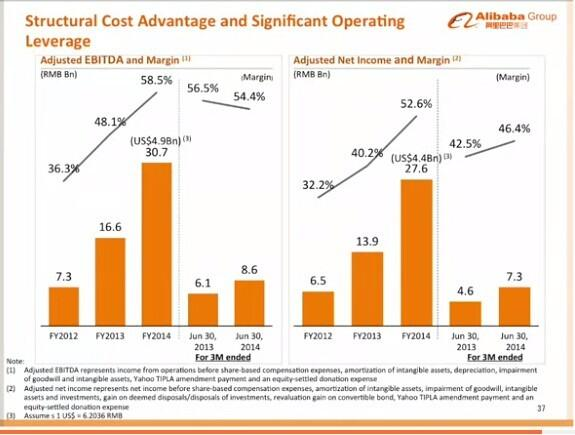 Structural Cost Advantage and Significant Operating
Leverage
Alibaba Group
阿里巴巴集团
Adjusted EBITDA and Margin (1)
(RMB Bn)
(Margin)
58.5%
56.5%
54.4%
48.1%
36.3%
(US$4.9Bn) (3)
30.7
16.6
7.3
6.1
8.6
FY2012
FY2013
FY2014
Jun 30,
2013
Jun 30,
2014
For 3M ended
Adjusted Net Income and Margin (2)
(RMB Bn)
(Margin)
52.6%
46.4%
42.5%
40.2%
32.2%
(US$4.4Bn) (3)
27.6
13.9
6.5
4.6
7.3
FY2012
FY2013
FY2014
Jun 30,
2013
Jun 30,
2014
For 3M ended
Note:
(1) Adjusted EBITDA represents income from operations before share-based compensation expenses, amortization of intangible assets, depreciation, impairment
of goodwill and intangible assets, Yahoo TIPLA amendment payment and an equity-settled donation expense
(2) Adjusted net income represents net income before share-based compensation expenses, amortization of intangible assets, impairment of goodwill, intangible
assets and investments, gain on deemed disposals/disposals of investments, revaluation gain on convertible bond, Yahoo TIPLA amendment payment and an
equity-settled donation expense
(3) Assumes 1 US$ = 6.2036 RMB
37